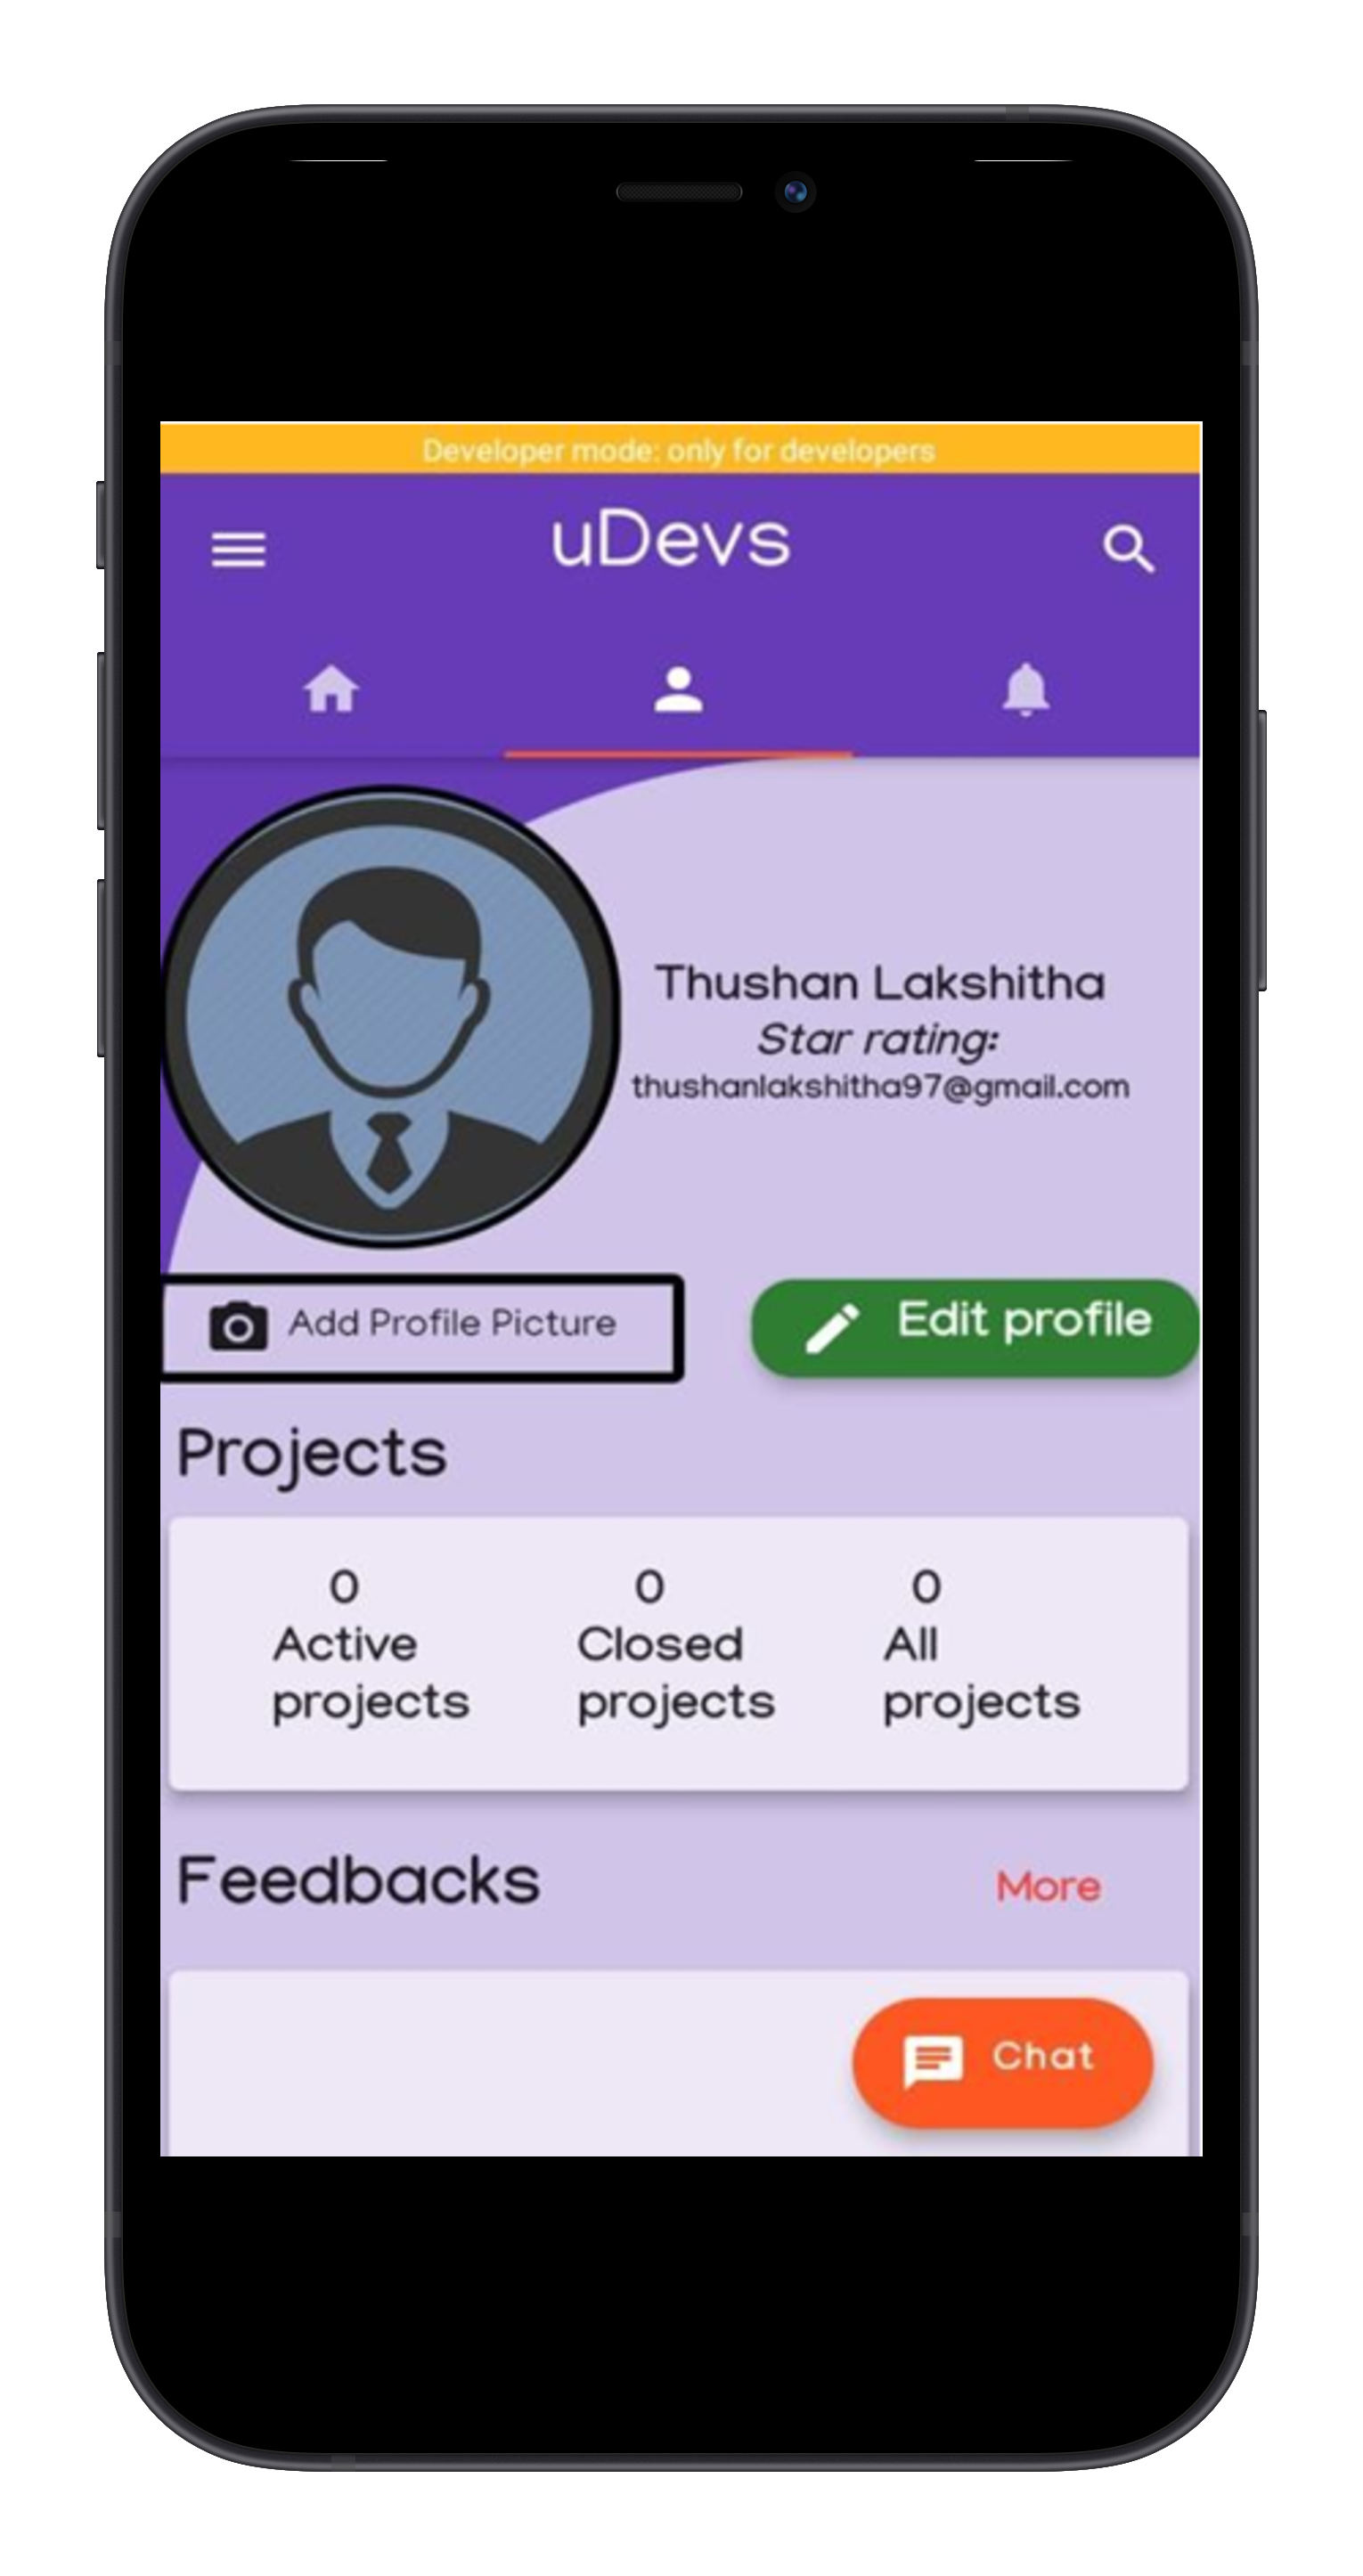 Developer mode: only for developers
uDevs
Thushan Lakshitha
Star rating:
thushanlakshitha97@gmail.com
Add Profile Picture
Edit profile
Projects
0 0 0
Active Closed All
projects projects projects
Feedbacks
More
Chat